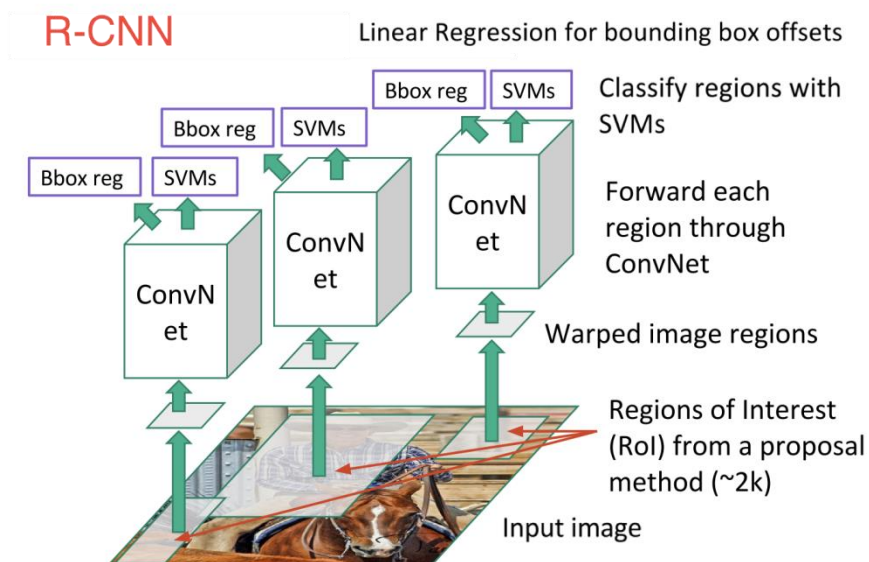 R-CNN
Linear Regression for bounding box offsets
Bbox reg
SVMs
Classify regions with
SVMs
Bbox reg
SVMs
Bbox reg
SVMs
ConvN
et
Forward each
region through
ConvNet
ConvN
et
ConvN
et
Warped image regions
Regions of Interest
(RoI) from a proposal
method (~2k)
Input image